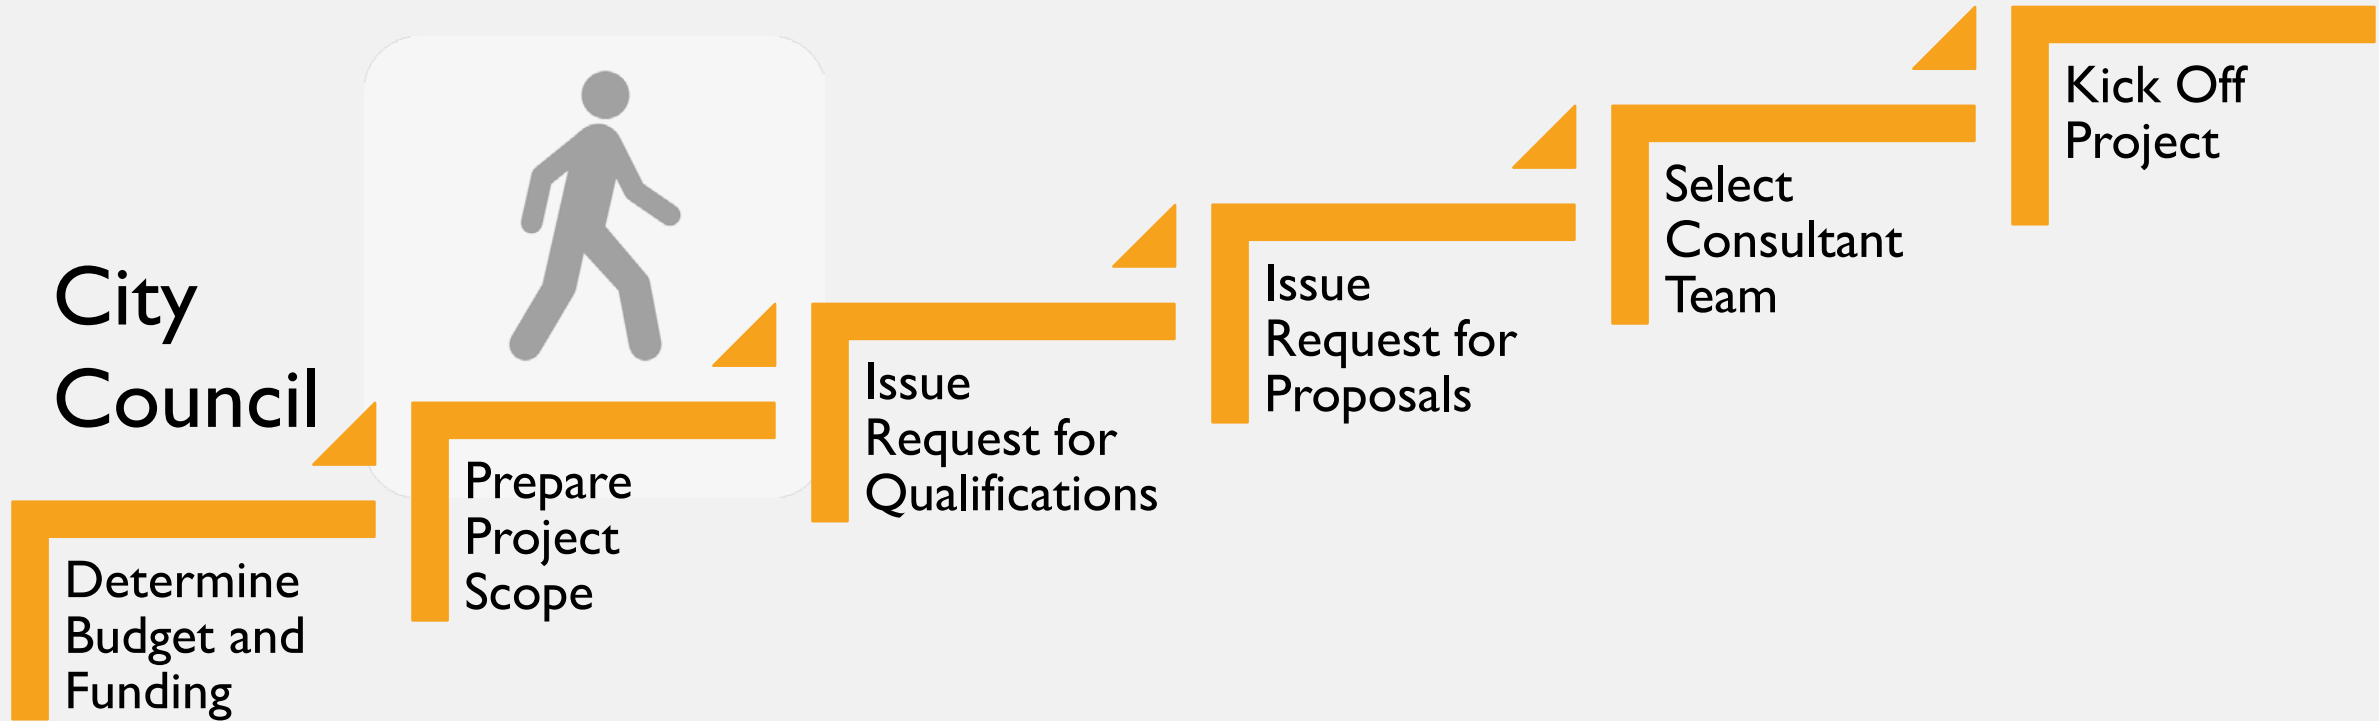 City
Council
Determine
Budget and
Funding
Prepare
Project
Scope
Issue
Request for
Qualifications
Issue
Request for
Proposals
Select
Consultant
Team
Kick Off
Project